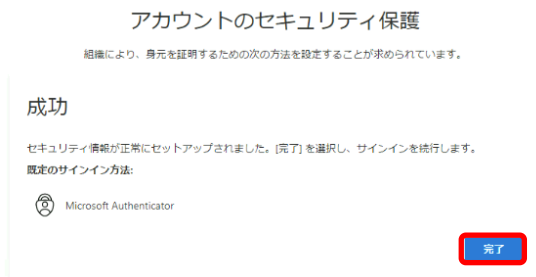 アカウントのセキュリティ保護
組織により、身元を証明するための次の方法を設定することが求められています。
成功
セキュリティ情報が正常にセットアップされました。[完了] を選択し、サインインを続行します。
既定のサインイン方法:
Microsoft Authenticator
完了